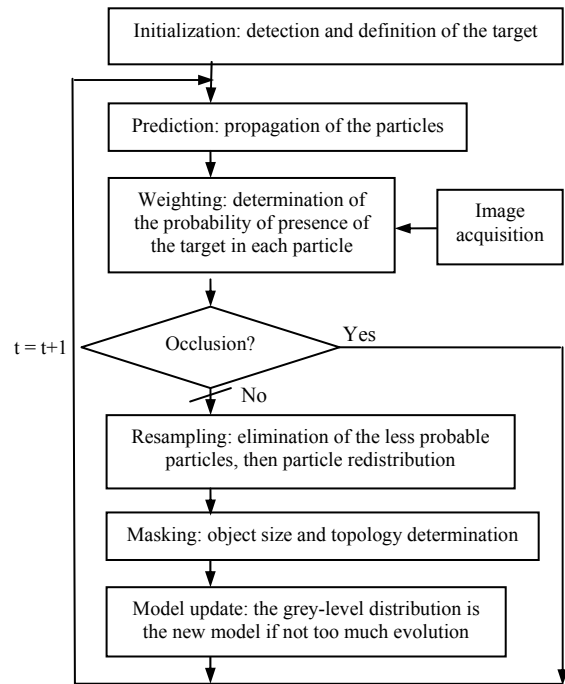 Initialization: detection and definition of the target
Prediction: propagation of the particles
Weighting: determination of
the probability of presence of
the target in each particle
Image
acquisition
t = t+1
Occlusion?
Yes
No
Resampling: elimination of the less probable
particles, then particle redistribution
Masking: object size and topology determination
Model update: the grey-level distribution is
the new model if not too much evolution